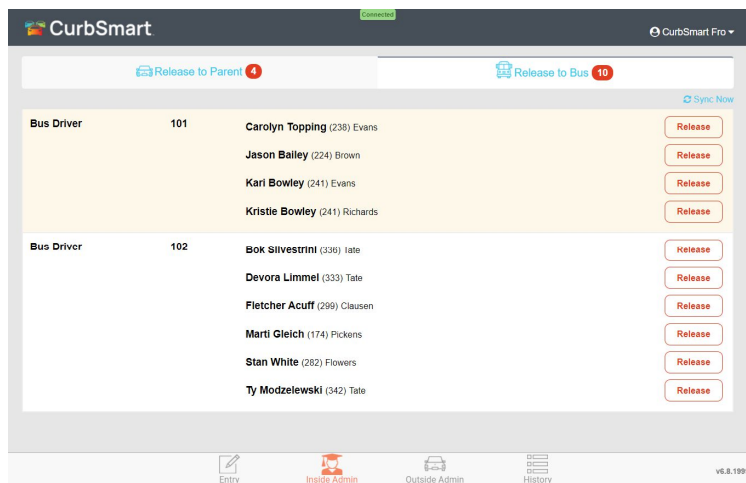 Connected
CurbSmart
CurbSmart Fro
Release to Parent 4
Release to Bus 10
Sync Now
Bus Driver 101 Carolyn Topping (238) Evans Release
Jason Bailey (224) Brown Release
Kari Bowley (241) Evans Release
Kristie Bowley (241) Richards Release
Bus Driver 102 Bok Silvestrini (336) Tate Release
Devora Limmel (333) Tate Release
Fletcher Acuff (299) Clausen Release
Marti Gleich (174) Pickens Release
Stan White (282) Flowers Release
Ty Modzelewski (342) Tate Release
Entry Inside Admin Outside Admin History v6.8.199